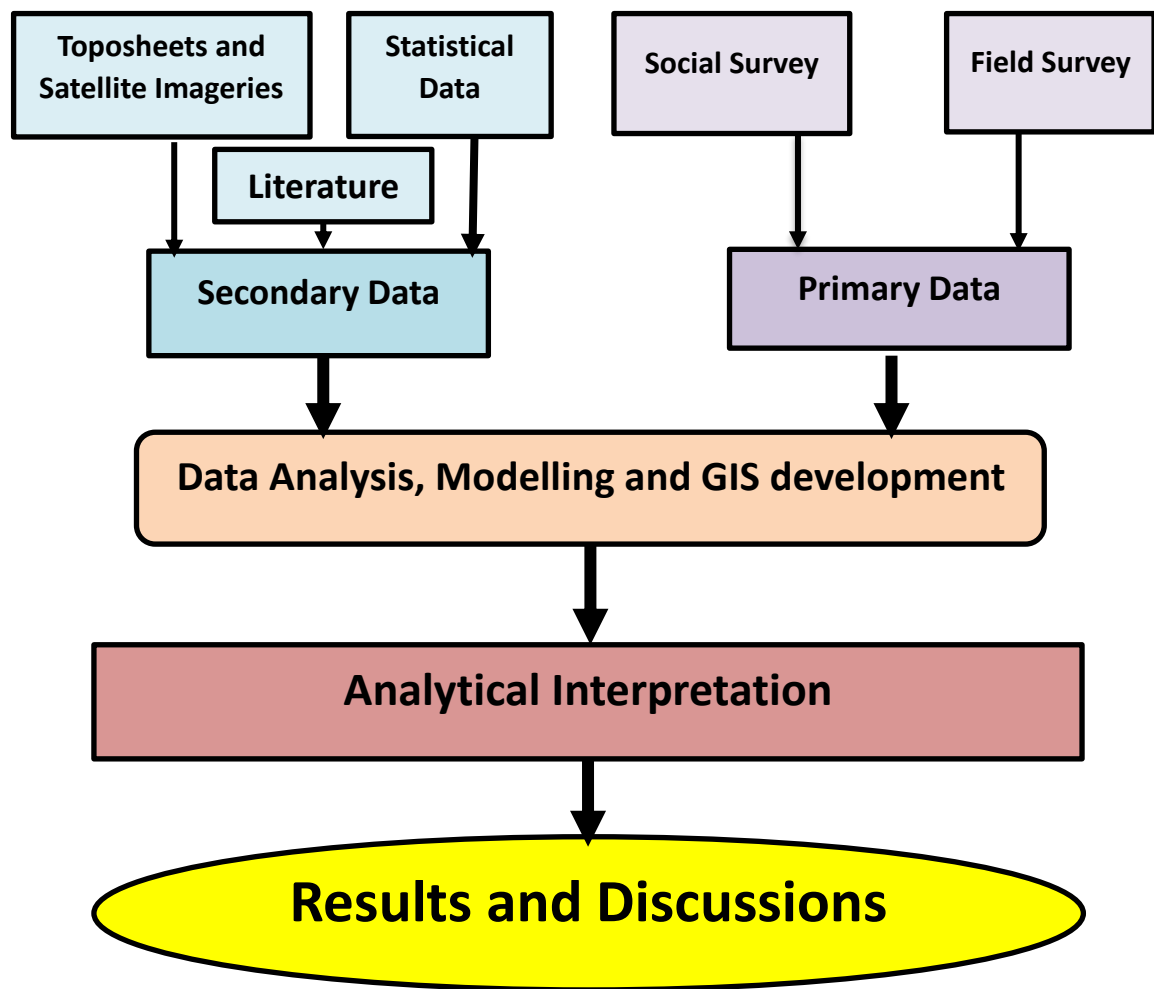 Toposheets and
Satellite Imageries
Statistical
Data
Social Survey
Field Survey
Literature
Secondary Data
Primary Data
Data Analysis, Modelling and GIS development
Analytical Interpretation
Results and Discussions